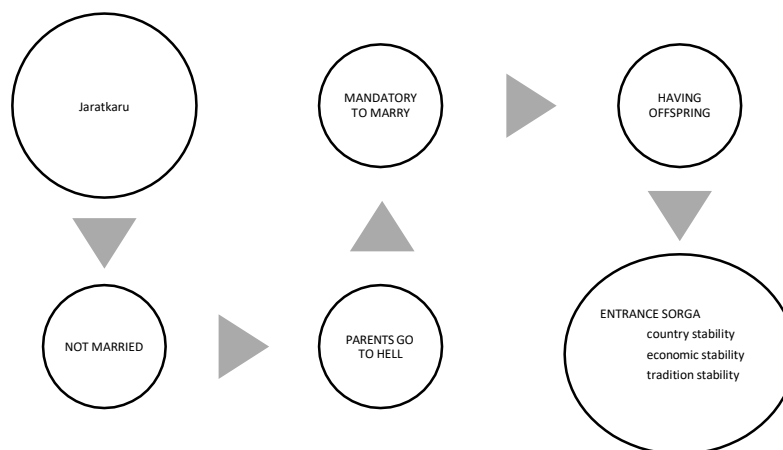 Jaratkaru
NOT MARRIED
PARENTS GO
TO HELL
MANDATORY
TO MARRY
HAVING
OFFSPRING
ENTRANCE SORGA
country stability
economic stability
tradition stability